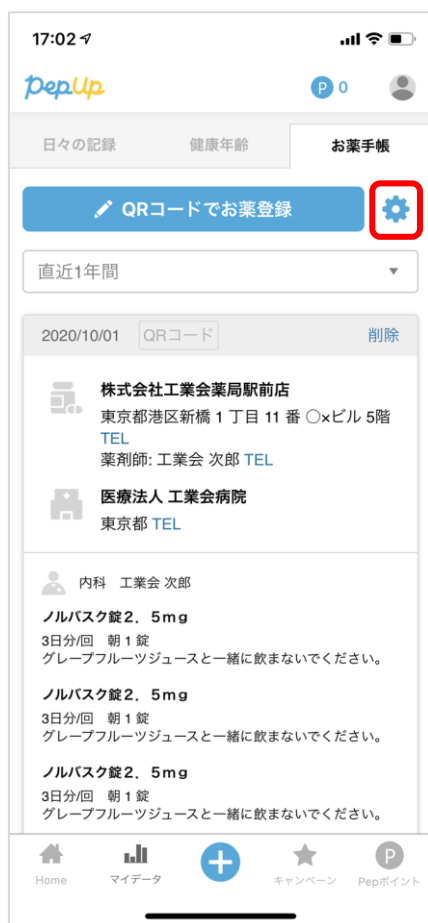 17:02
PepUp
P 0
日々の記録 健康年齢 お薬手帳
QRコードでお薬登録
直近1年間
2020/10/01 QRコード 削除
株式会社工業会薬局駅前店
東京都港区新橋 1 丁目 11 番 ○×ビル 5階
TEL
薬剤師: 工業会 次郎 TEL
医療法人 工業会病院
東京都 TEL
内科 工業会 次郎
ノルバスク錠2．5mg
3日分/回 朝 1 錠
グレープフルーツジュースと一緒に飲まないでください。
ノルバスク錠2．5mg
3日分/回 朝 1 錠
グレープフルーツジュースと一緒に飲まないでください。
ノルバスク錠2．5mg
3日分/回 朝 1 錠
グレープフルーツジュースと一緒に飲まないでください。
P
Home マイデータ キャンペーン Pepポイント